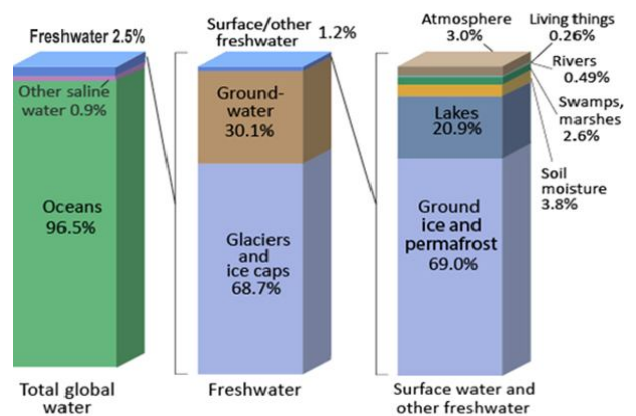 Freshwater 2.5%
Other saline
water 0.9%
Oceans
96.5%
Total global
water
Surface/other
freshwater
1.2%
Ground-
water
30.1%
Glaciers
and
ice caps
68.7%
Freshwater
Atmosphere
3.0%
Living things
0.26%
Rivers
0.49%
Swamps,
marshes
2.6%
Soil
moisture
3.8%
Lakes
20.9%
Ground
ice and
permafrost
69.0%
Surface water and
other freshwater